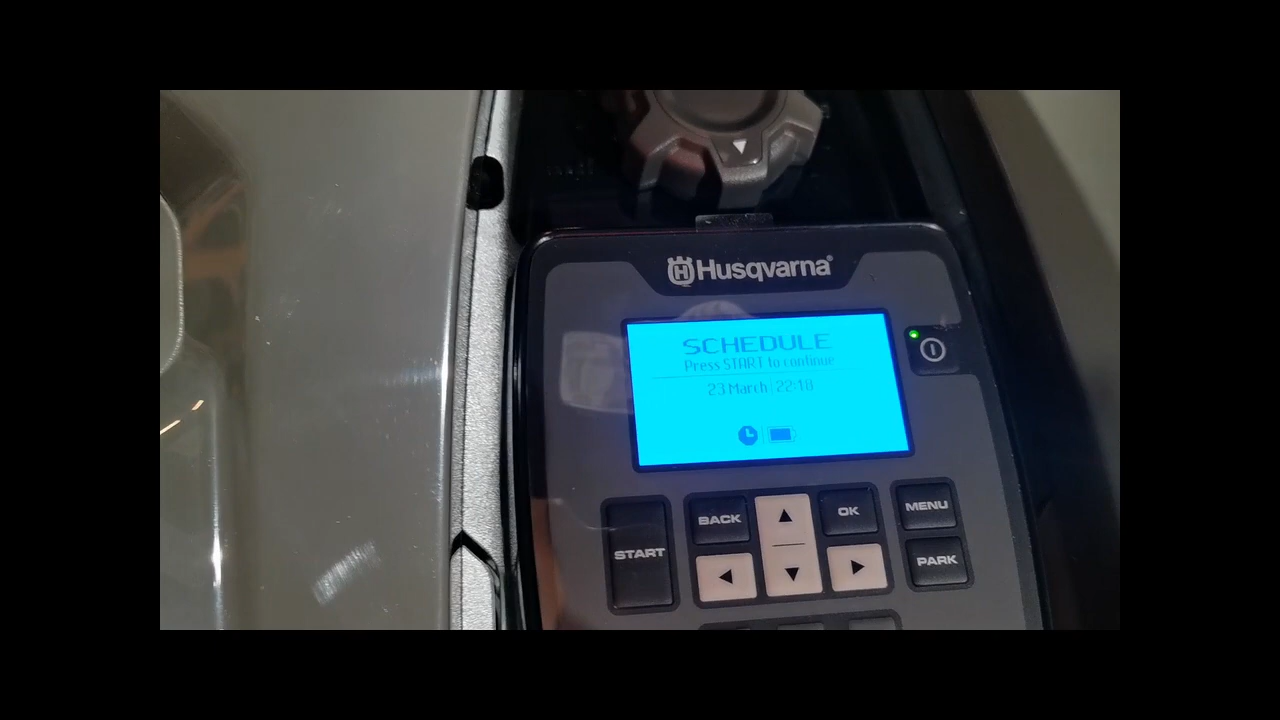 Husqvarna®
SCHEDULE
Press START to continue
23 March | 22:18
START
BACK
OK
MENU
PARK